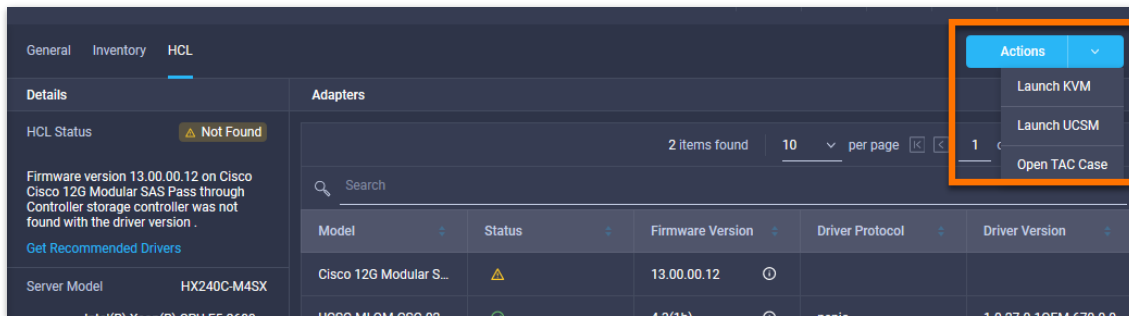 General Inventory HCL
Actions
Launch KVM
Launch UCSM
Open TAC Case
Details
HCL Status Not Found
Firmware version 13.00.00.12 on Cisco
Cisco 12G Modular SAS Pass through
Controller storage controller was not
found with the driver version .
Get Recommended Drivers
Server Model HX240C-M4SX
Adapters
2 items found 10 per page 1
Search
Model Status Firmware Version Driver Protocol Driver Version
Cisco 12G Modular S... 13.00.00.12